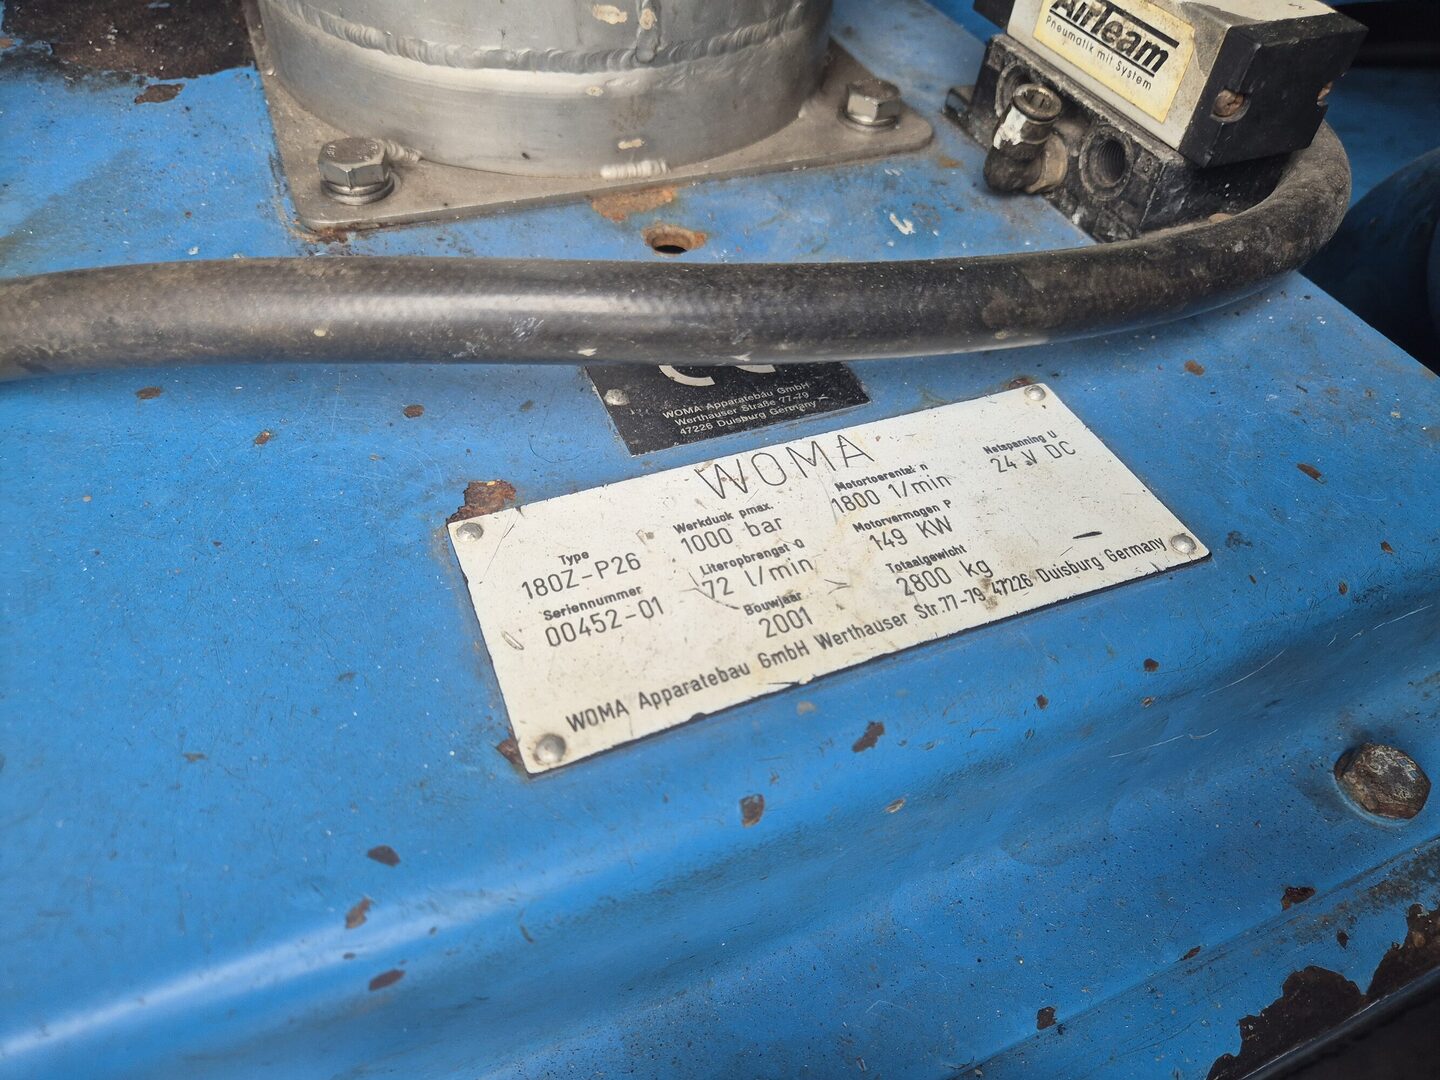 AirTeam
Pneumatik mit System
CE
WOMA Apparatebau GmbH
Werthauser Straße 77-79
47226 Duisburg Germany
WOMA
Type
180Z-P26
Seriennummer
00452-01
Werkduok pmax.
1000 bar
Literopbrengst Q
72 l/min
Bouwjaar
2001
Motortoerental n
1800 1/min
Motorvermogen P
149 KW
Totaalgewicht
2800 kg
Netspanning U
24 V DC
WOMA Apparatebau GmbH Werthauser Str.77-79 47226 Duisburg Germany